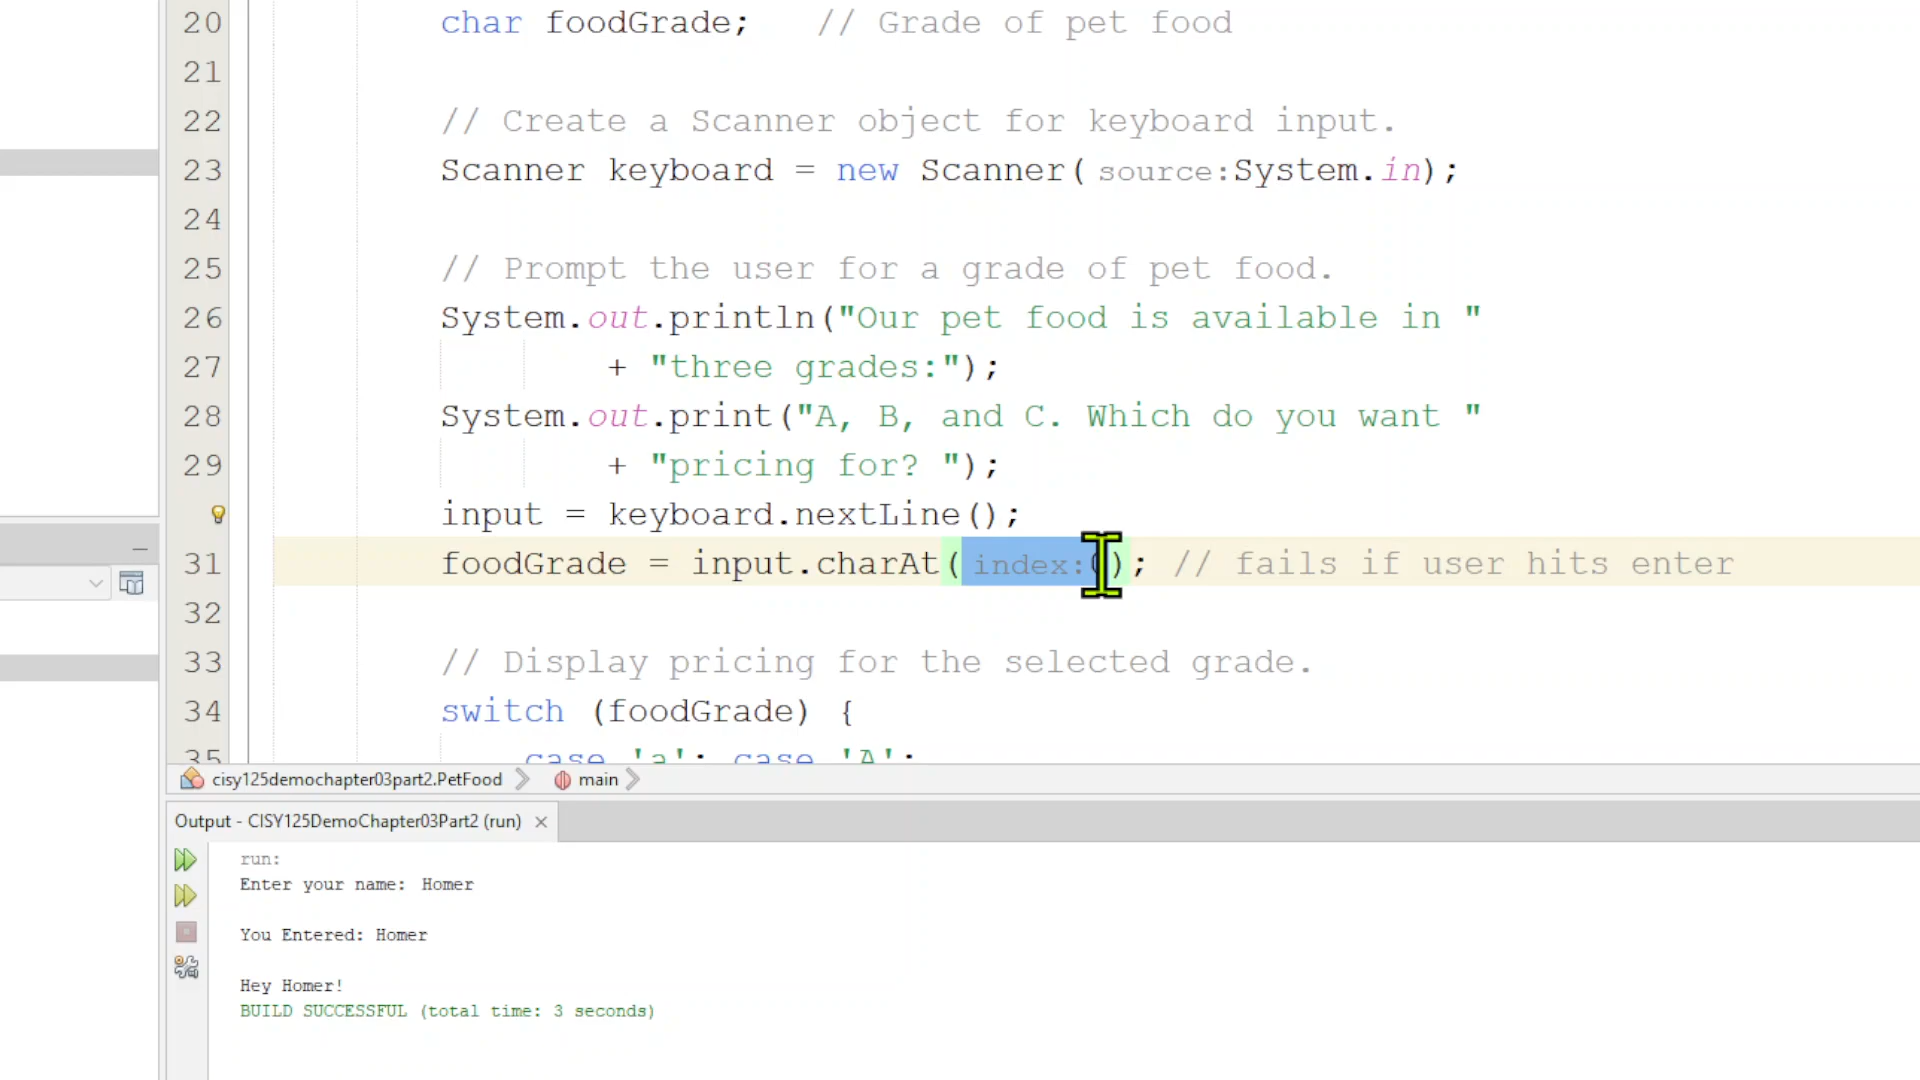 20 char foodGrade; // Grade of pet food
21
22 // Create a Scanner object for keyboard input.
23 Scanner keyboard = new Scanner( source:System.in);
24
25 // Prompt the user for a grade of pet food.
26 System.out.println("Our pet food is available in "
27 + "three grades:");
28 System.out.print("A, B, and C. Which do you want "
29 + "pricing for? ");
input = keyboard.nextLine();
31 foodGrade = input.charAt( index: ); // fails if user hits enter
32
33 // Display pricing for the selected grade.
34 switch (foodGrade) {
35 case 'a': case 'A':
cisy125demochapter03part2.PetFood main
Output - CISY125DemoChapter03Part2 (run) ×
run:
Enter your name: Homer
You Entered: Homer
Hey Homer!
BUILD SUCCESSFUL (total time: 3 seconds)